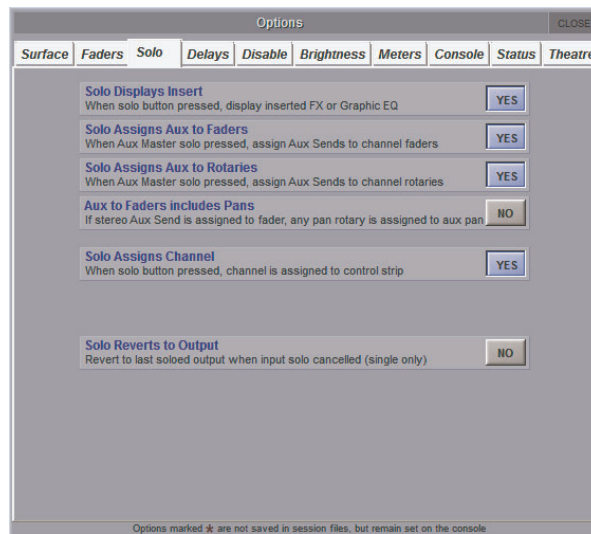 Options
CLOSE
Surface Faders Solo Delays Disable Brightness Meters Console Status Theatre
Solo Displays Insert
When solo button pressed, display inserted FX or Graphic EQ
YES
Solo Assigns Aux to Faders
When Aux Master solo pressed, assign Aux Sends to channel faders
YES
Solo Assigns Aux to Rotaries
When Aux Master solo pressed, assign Aux Sends to channel rotaries
YES
Aux to Faders includes Pans
If stereo Aux Send is assigned to fader, any pan rotary is assigned to aux pan
NO
Solo Assigns Channel
When solo button pressed, channel is assigned to control strip
YES
Solo Reverts to Output
Revert to last soloed output when input solo cancelled (single only)
NO
Options marked * are not saved in session files, but remain set on the console